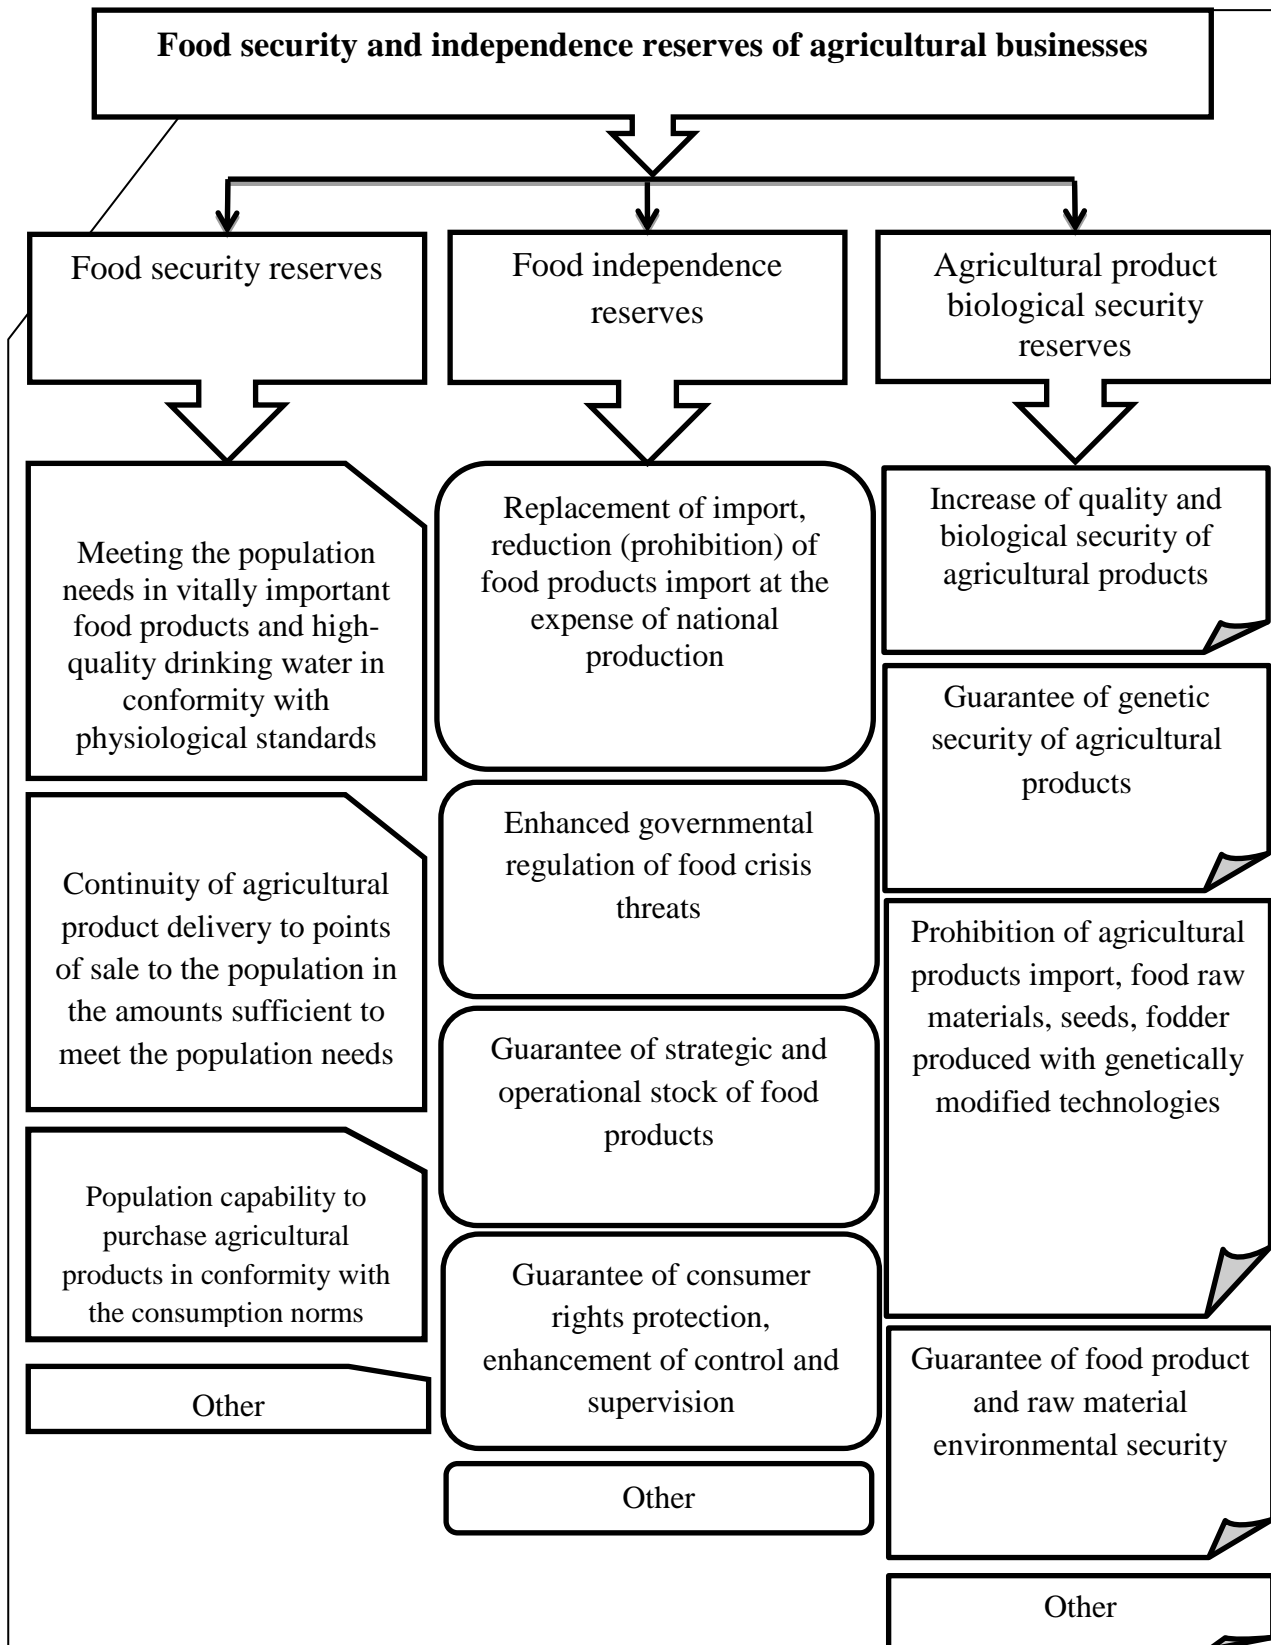 Food security and independence reserves of agricultural businesses
Food security reserves
Food independence
reserves
Agricultural product
biological security
reserves
Meeting the population
needs in vitally important
food products and high-
quality drinking water in
conformity with
physiological standards
Continuity of agricultural
product delivery to points
of sale to the population in
the amounts sufficient to
meet the population needs
Population capability to
purchase agricultural
products in conformity with
the consumption norms
Other
Replacement of import,
reduction (prohibition) of
food products import at the
expense of national
production
Enhanced governmental
regulation of food crisis
threats
Guarantee of strategic and
operational stock of food
products
Guarantee of consumer
rights protection,
enhancement of control and
supervision
Other
Increase of quality and
biological security of
agricultural products
Guarantee of genetic
security of agricultural
products
Prohibition of agricultural
products import, food raw
materials, seeds, fodder
produced with genetically
modified technologies
Guarantee of food product
and raw material
environmental security
Other